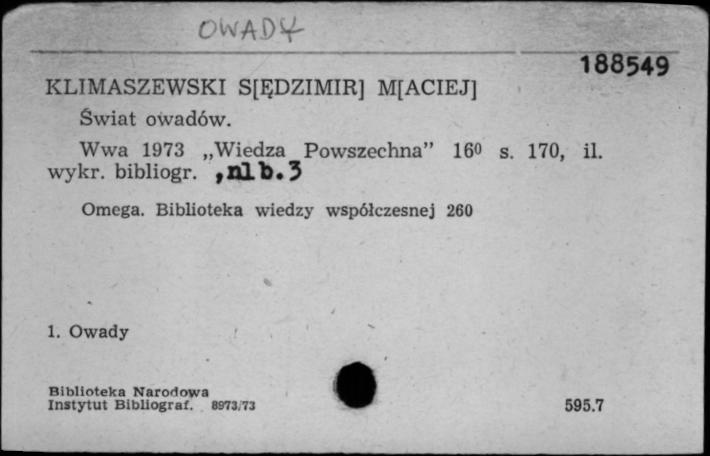 OWADY
188549
KLIMASZEWSKI S[ĘDZIMIR] M[ACIEJ]
Świat owadów.
Wwa 1973 „Wiedza Powszechna” 16⁰ s. 170, il.
wykr. bibliogr. , nlb. 3
Omega. Biblioteka wiedzy współczesnej 260
1. Owady
Biblioteka Narodowa
Instytut Bibliograf. 8973/73
595.7